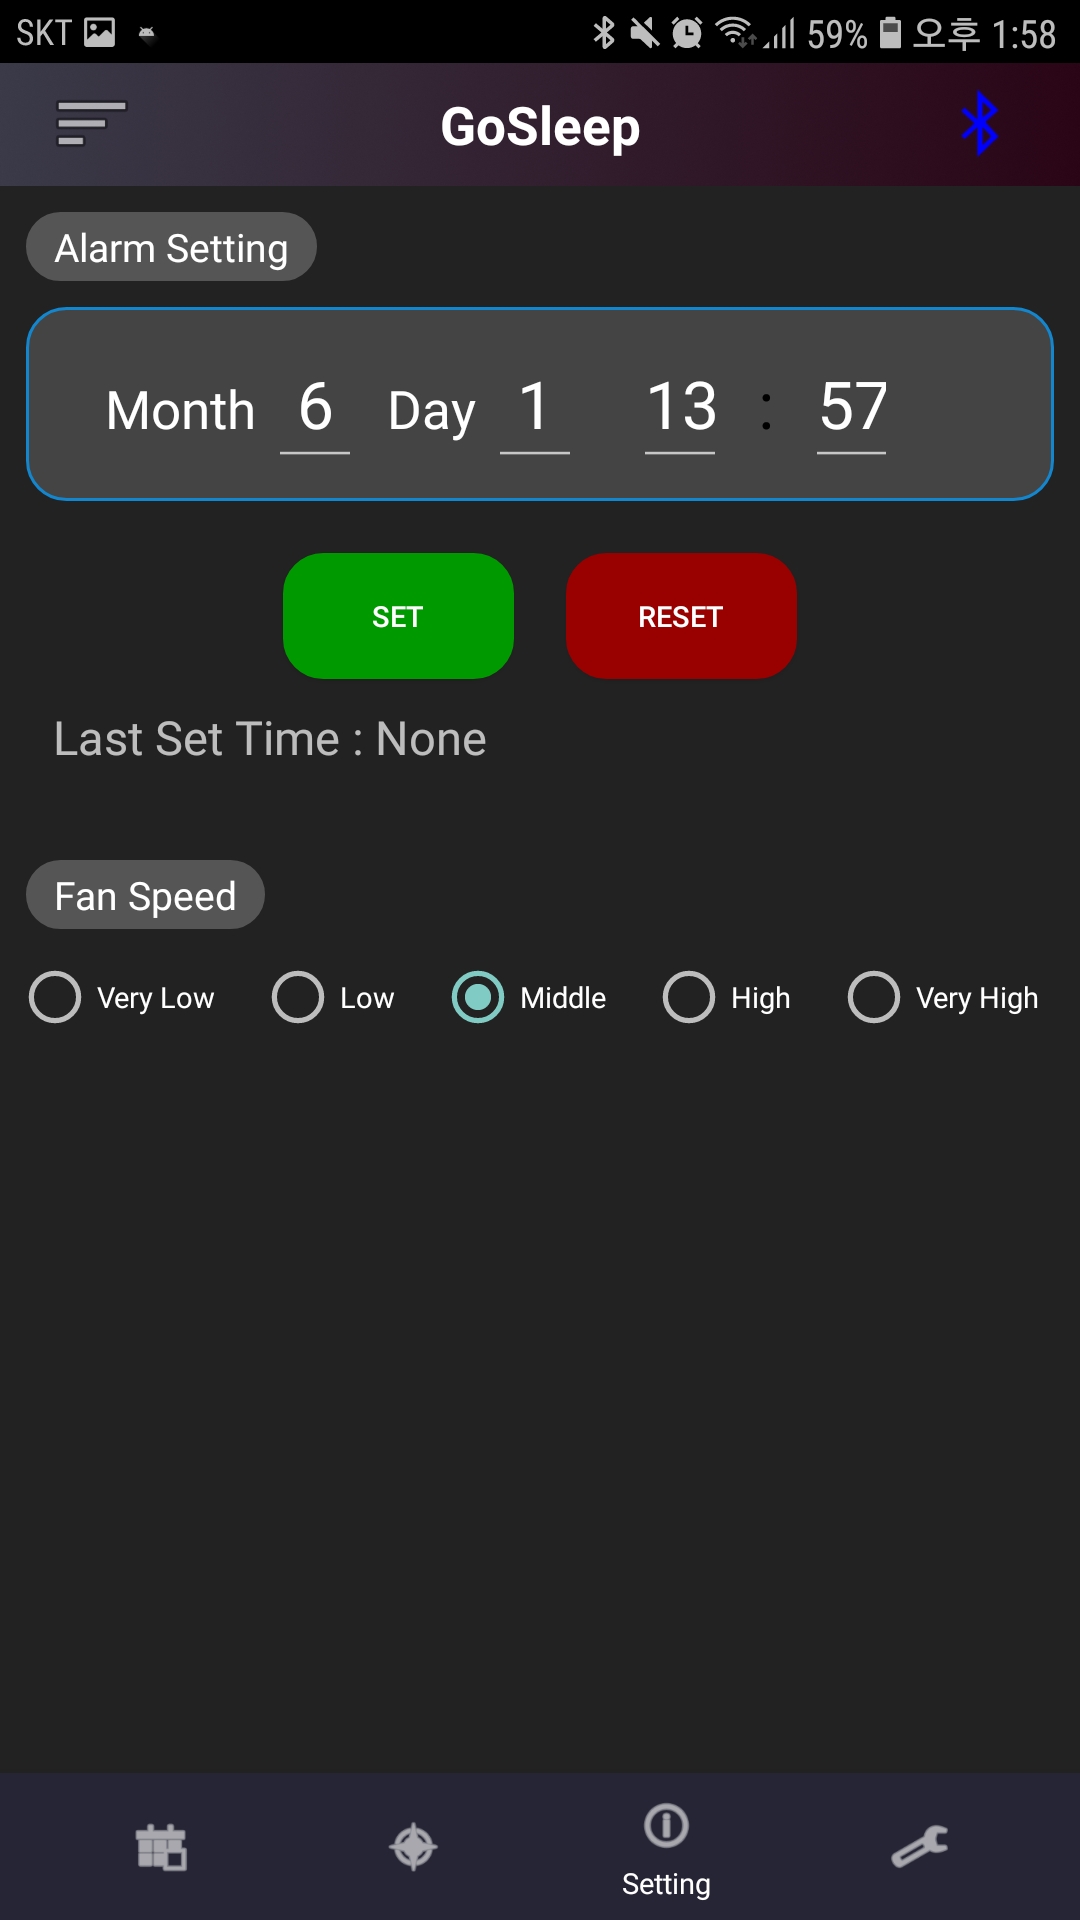 SKT 59% 오후 1:58
GoSleep
Alarm Setting
Month 6 Day 1 13 : 57
SET RESET
Last Set Time : None
Fan Speed
Very Low Low Middle High Very High
Setting